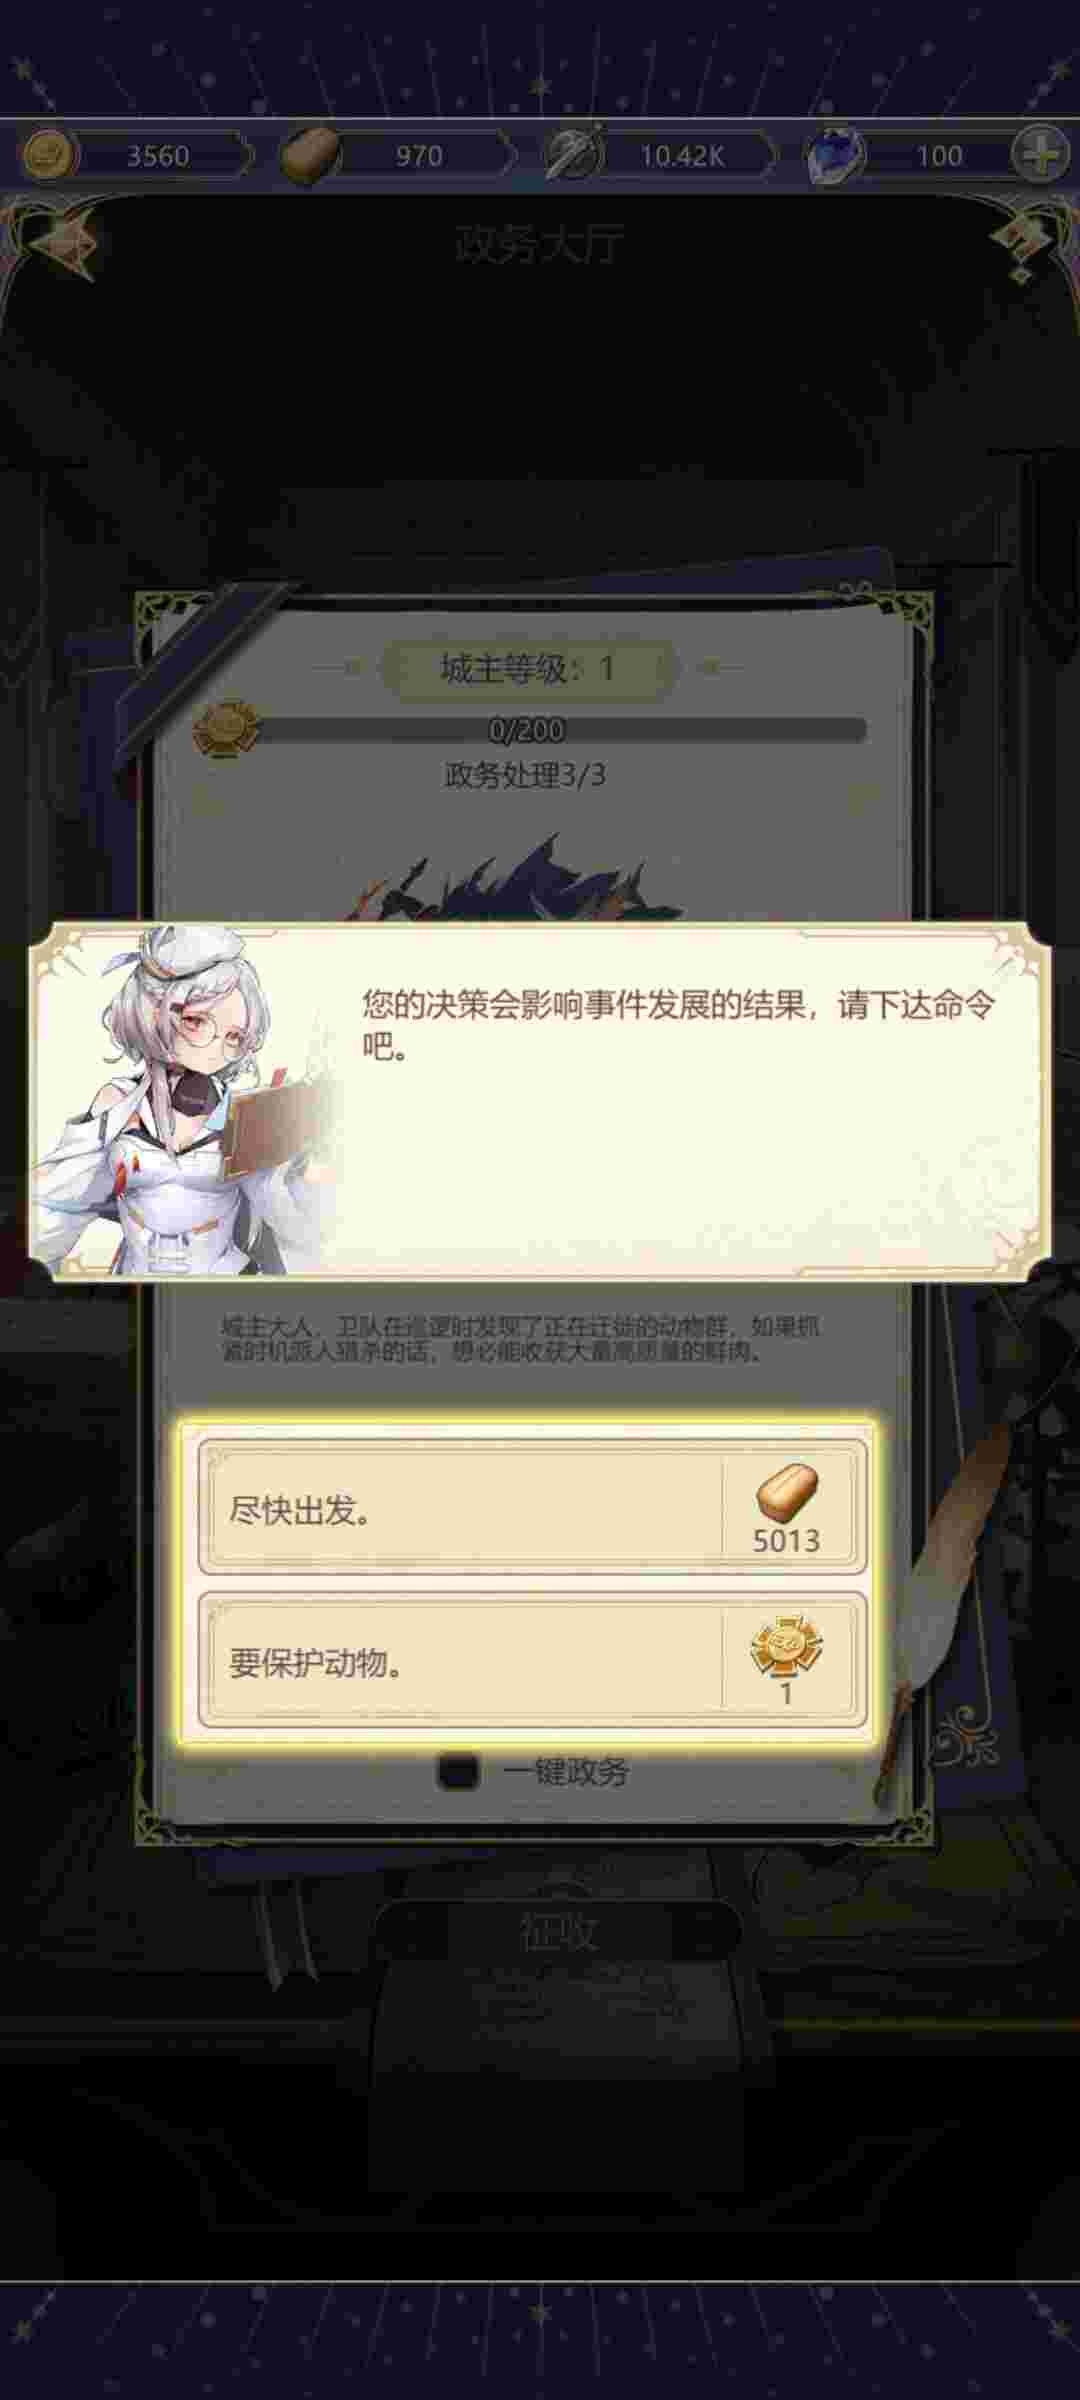 3560
970
10.42K
100
政务大厅
城主等级：1
0/200
政务处理3/3
您的决策会影响事件发展的结果，请下达命令
吧。
城主大人，卫队在巡逻时发现了正在迁徙的动物群，如果抓
紧时机派人猎杀的话，想必能收获大量高质量的鲜肉。
尽快出发。
5013
要保护动物。
1
一键政务
征收